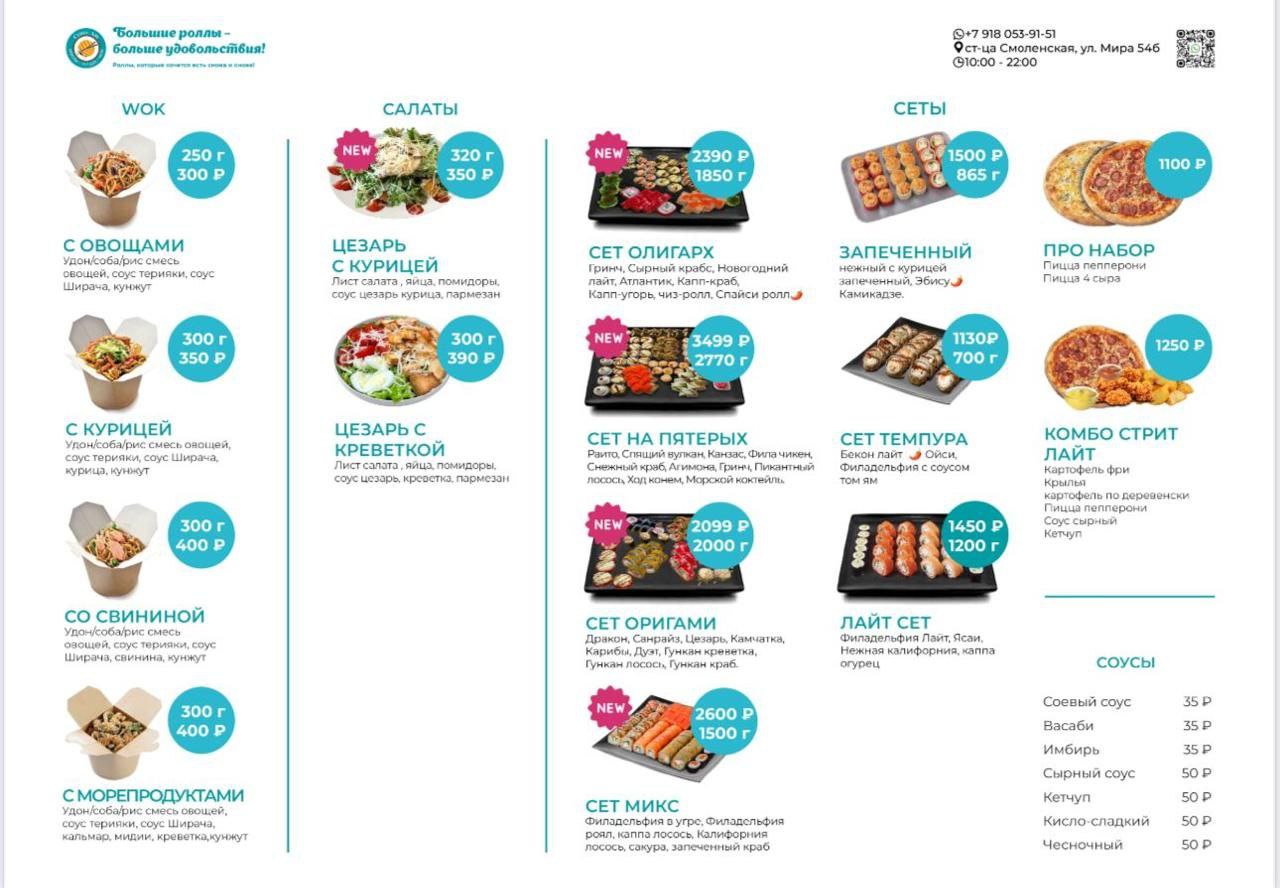 Большие роллы –
больше удовольствия!
Роллы, которые хочется есть снова и снова!
+7 918 053-91-51
ст-ца Смоленская, ул. Мира 54б
10:00 - 22:00
WOK
250 г
300 ₽
С ОВОЩАМИ
Удон/соба/рис смесь
овощей, соус терияки, соус
Ширача, кунжут
300 г
350 ₽
С КУРИЦЕЙ
Удон/соба/рис смесь овощей,
соус терияки, соус Ширача,
курица, кунжут
300 г
400 ₽
СО СВИНИНОЙ
Удон/соба/рис смесь
овощей, соус терияки, соус
Ширача, свинина, кунжут
300 г
400 ₽
С МОРЕПРОДУКТАМИ
Удон/соба/рис смесь овощей,
соус терияки, соус Ширача,
кальмар, мидии, креветка,кунжут
САЛАТЫ
NEW
320 г
350 ₽
ЦЕЗАРЬ
С КУРИЦЕЙ
Лист салата , яйца, помидоры,
соус цезарь курица, пармезан
300 г
390 ₽
ЦЕЗАРЬ С
КРЕВЕТКОЙ
Лист салата , яйца, помидоры,
соус цезарь, креветка, пармезан
СЕТЫ
NEW
2390 ₽
1850 г
СЕТ ОЛИГАРХ
Гринч, Сырный крабс, Новогодний
лайт, Атлантик, Капп-краб,
Капп-угорь, чиз-ролл, Спайси ролл🌶
NEW
3499 ₽
2770 г
СЕТ НА ПЯТЕРЫХ
Раито, Спящий вулкан, Канзас, Фила чикен,
Снежный краб, Агимона, Гринч, Пикантный
лосось, Ход конем, Морской коктейль.
NEW
2099 ₽
2000 г
СЕТ ОРИГАМИ
Дракон, Санрайз, Цезарь, Камчатка,
Карибы, Дуэт, Гункан креветка,
Гункан лосось, Гункан краб.
NEW
2600 ₽
1500 г
СЕТ МИКС
Филадельфия в угре, Филадельфия
роял, каппа лосось, Калифорния
лосось, сакура, запеченный краб
1500 ₽
865 г
ЗАПЕЧЕННЫЙ
нежный с курицей
запеченный, Эбису🌶
Камикадзе.
1130₽
700 г
СЕТ ТЕМПУРА
Бекон лайт 🌶 Ойси,
Филадельфия с соусом
том ям
1450 ₽
1200 г
ЛАЙТ СЕТ
Филадельфия Лайт, Ясаи,
Нежная калифорния, каппа
огурец
1100 ₽
ПРО НАБОР
Пицца пепперони
Пицца 4 сыра
1250 ₽
КОМБО СТРИТ
ЛАЙТ
Картофель фри
Крылья
картофель по деревенски
Пицца пепперони
Соус сырный
Кетчуп
СОУСЫ
Соевый соус 35 ₽
Васаби 35 ₽
Имбирь 35 ₽
Сырный соус 50 ₽
Кетчуп 50 ₽
Кисло-сладкий 50 ₽
Чесночный 50 ₽